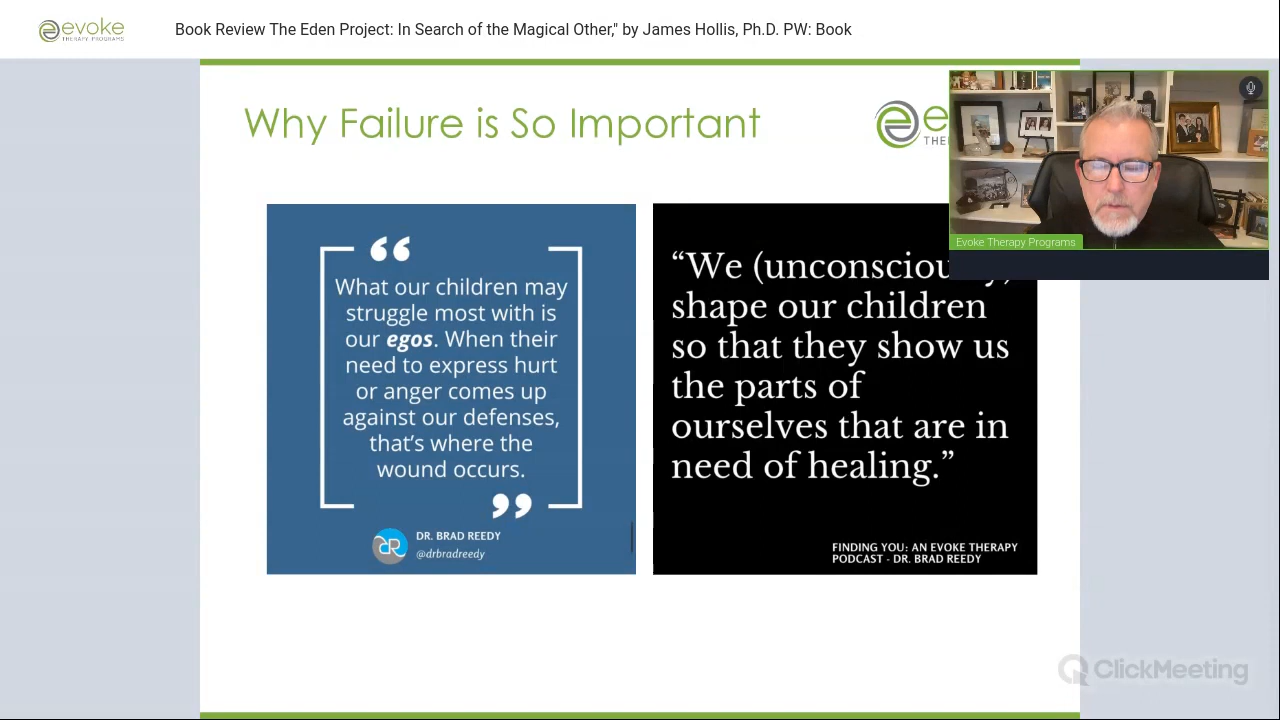 evoke
THERAPY PROGRAMS
Book Review The Eden Project: In Search of the Magical Other," by James Hollis, Ph.D. PW: Book
Why Failure is So Important
Evoke Therapy Programs
“
What our children may
struggle most with is
our egos. When their
need to express hurt
or anger comes up
against our defenses,
that’s where the
wound occurs.
”
dR
DR. BRAD REEDY
@drbradreedy
“We
shape our children
so that they show us
the parts of
ourselves that are in
need of healing.”
FINDING YOU: AN EVOKE THERAPY
PODCAST - DR. BRAD REEDY
ClickMeeting